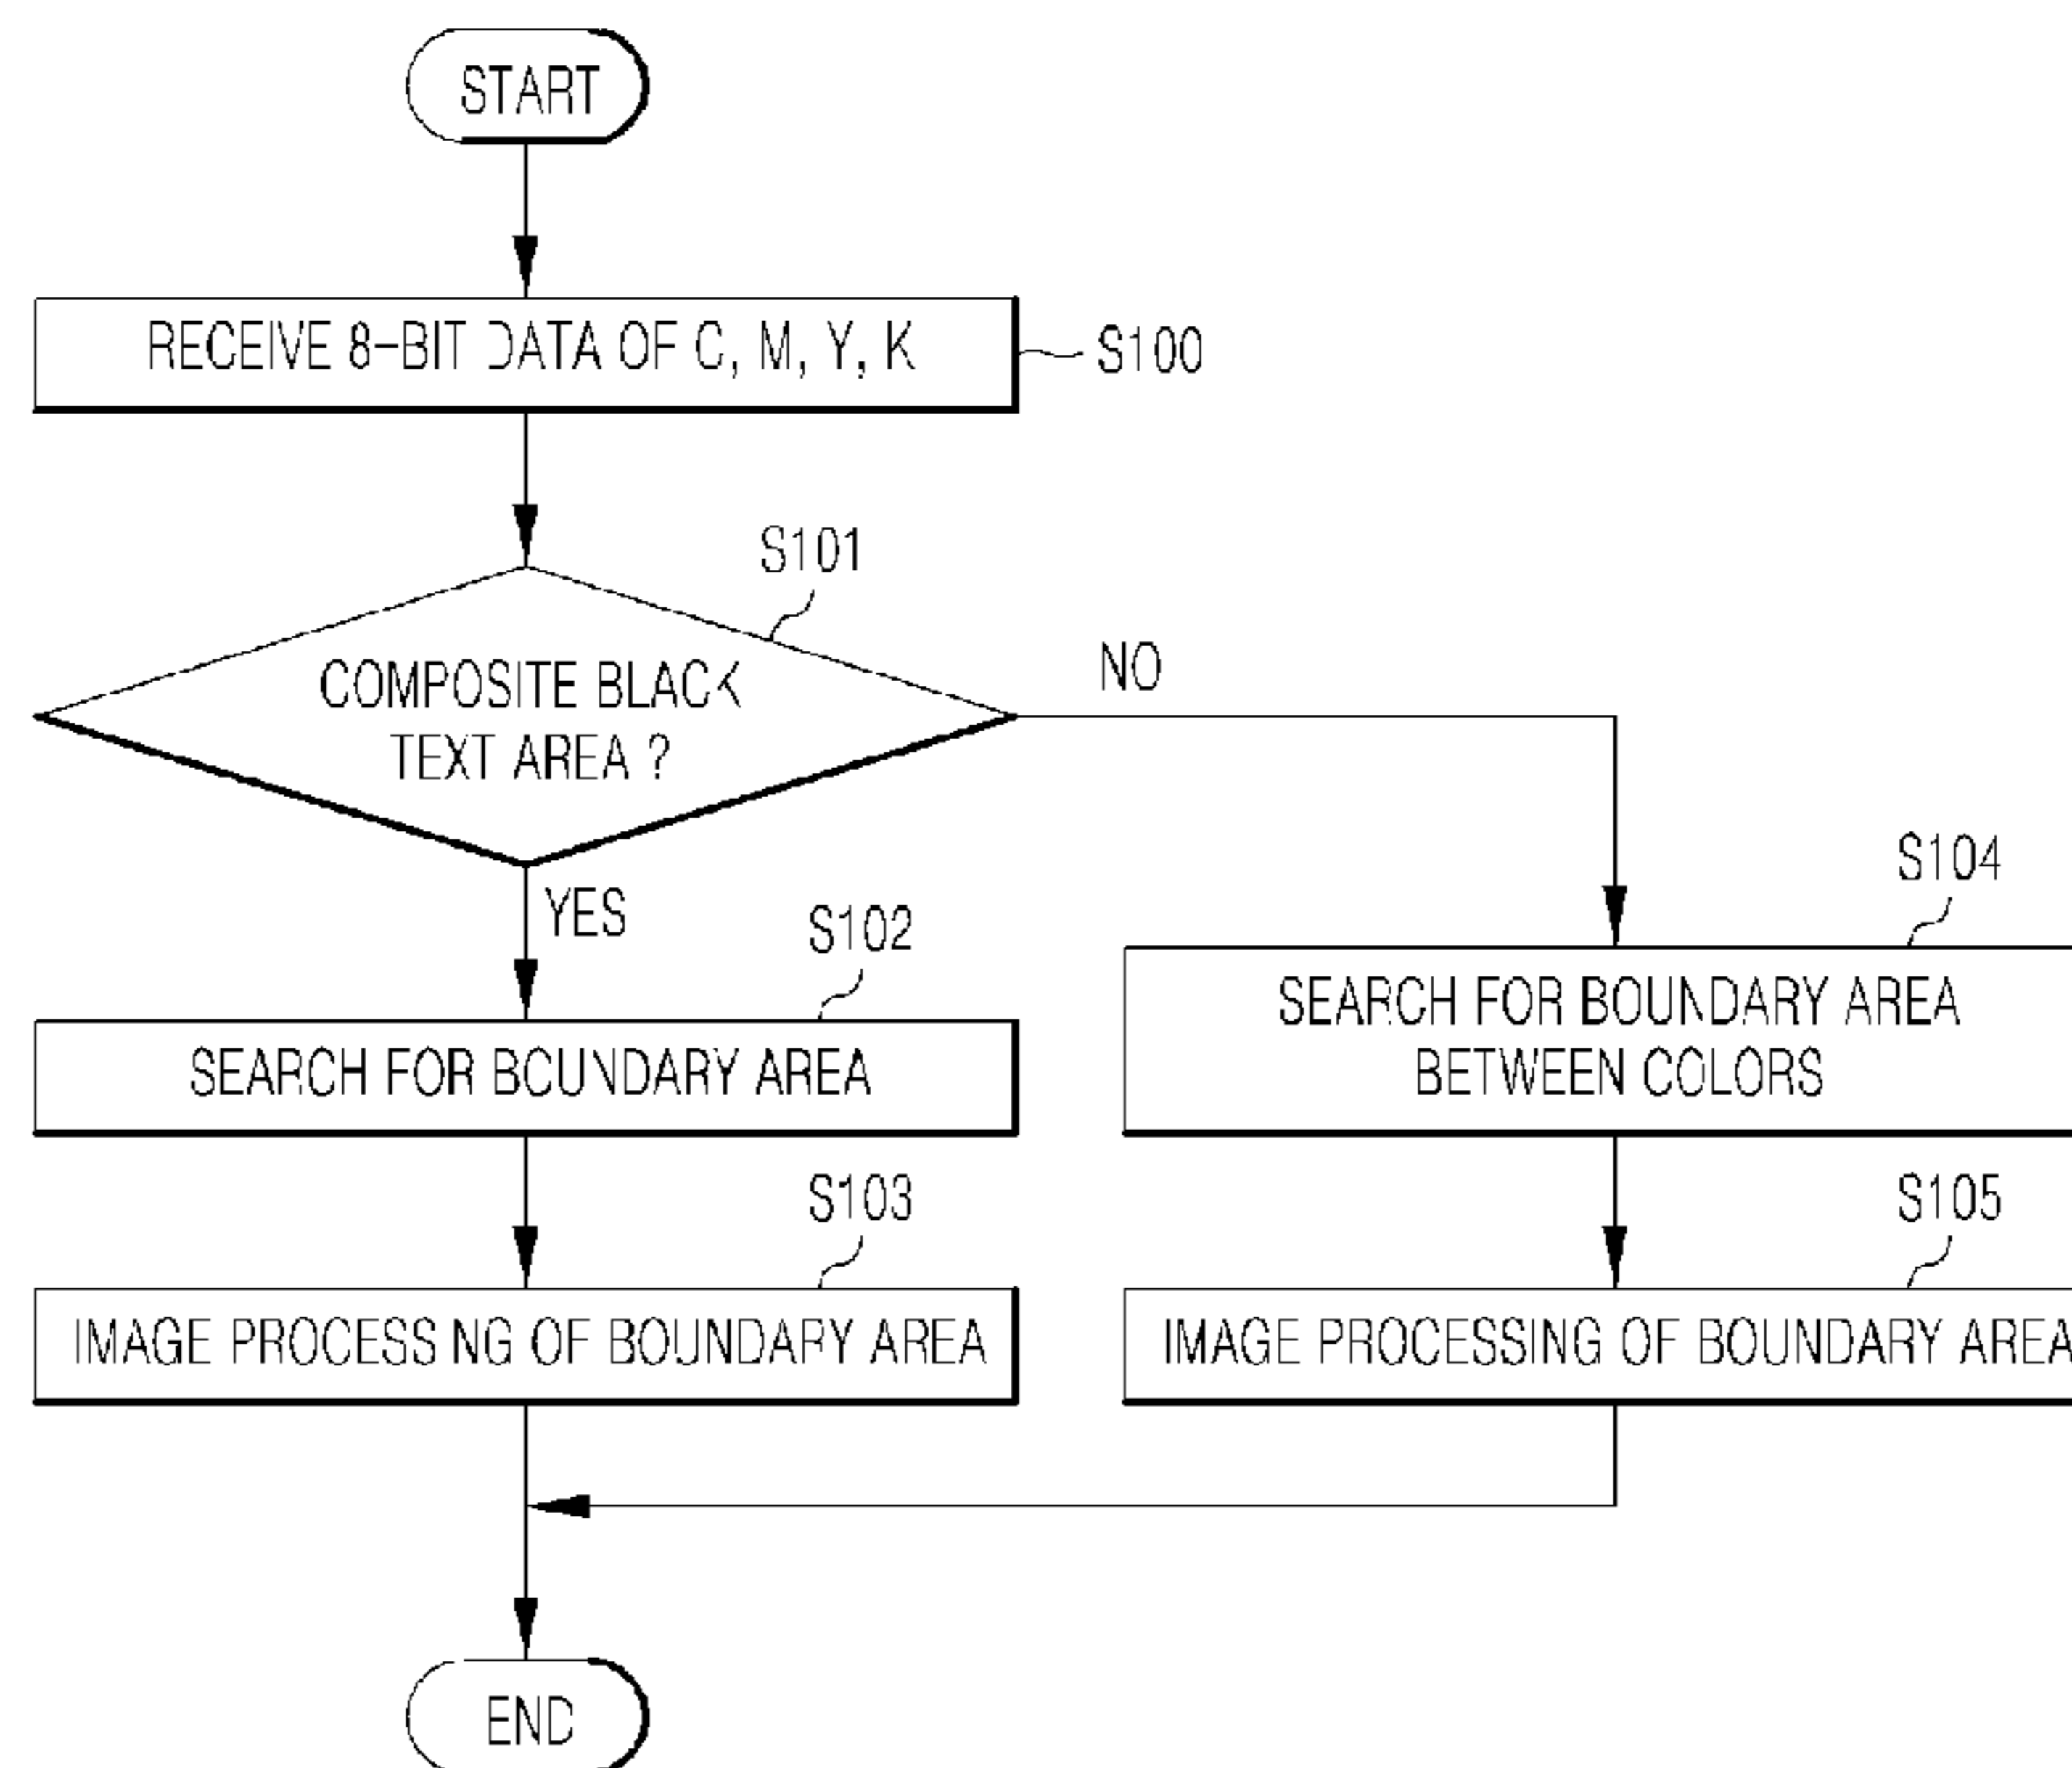 START
RECEIVE 8-BIT DATA OF C, M, Y, K
S100
S101
COMPOSITE BLACK
TEXT AREA ?
NO
YES
S102
SEARCH FOR BOUNDARY AREA
S104
SEARCH FOR BOUNDARY AREA
BETWEEN COLORS
S103
IMAGE PROCESSING OF BOUNDARY AREA
S105
IMAGE PROCESSING OF BOUNDARY AREA
END